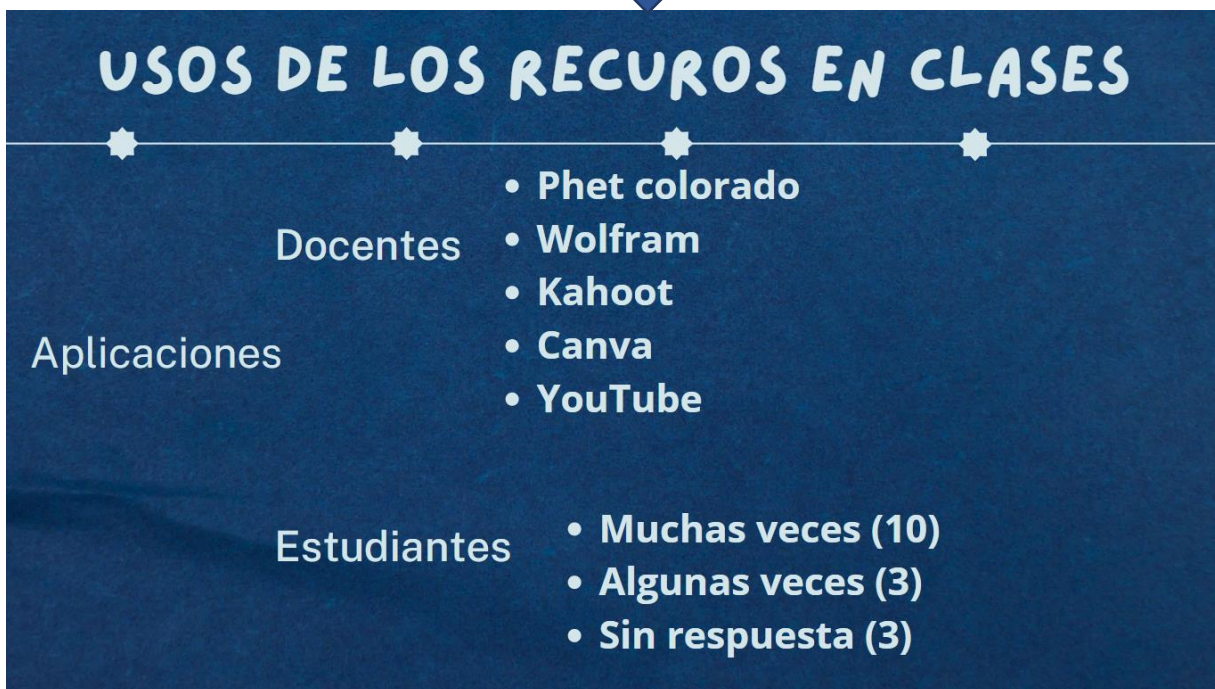 USOS DE LOS RECUROS EN CLASES
Aplicaciones
Docentes
• Phet colorado
• Wolfram
• Kahoot
• Canva
• YouTube
Estudiantes
• Muchas veces (10)
• Algunas veces (3)
• Sin respuesta (3)